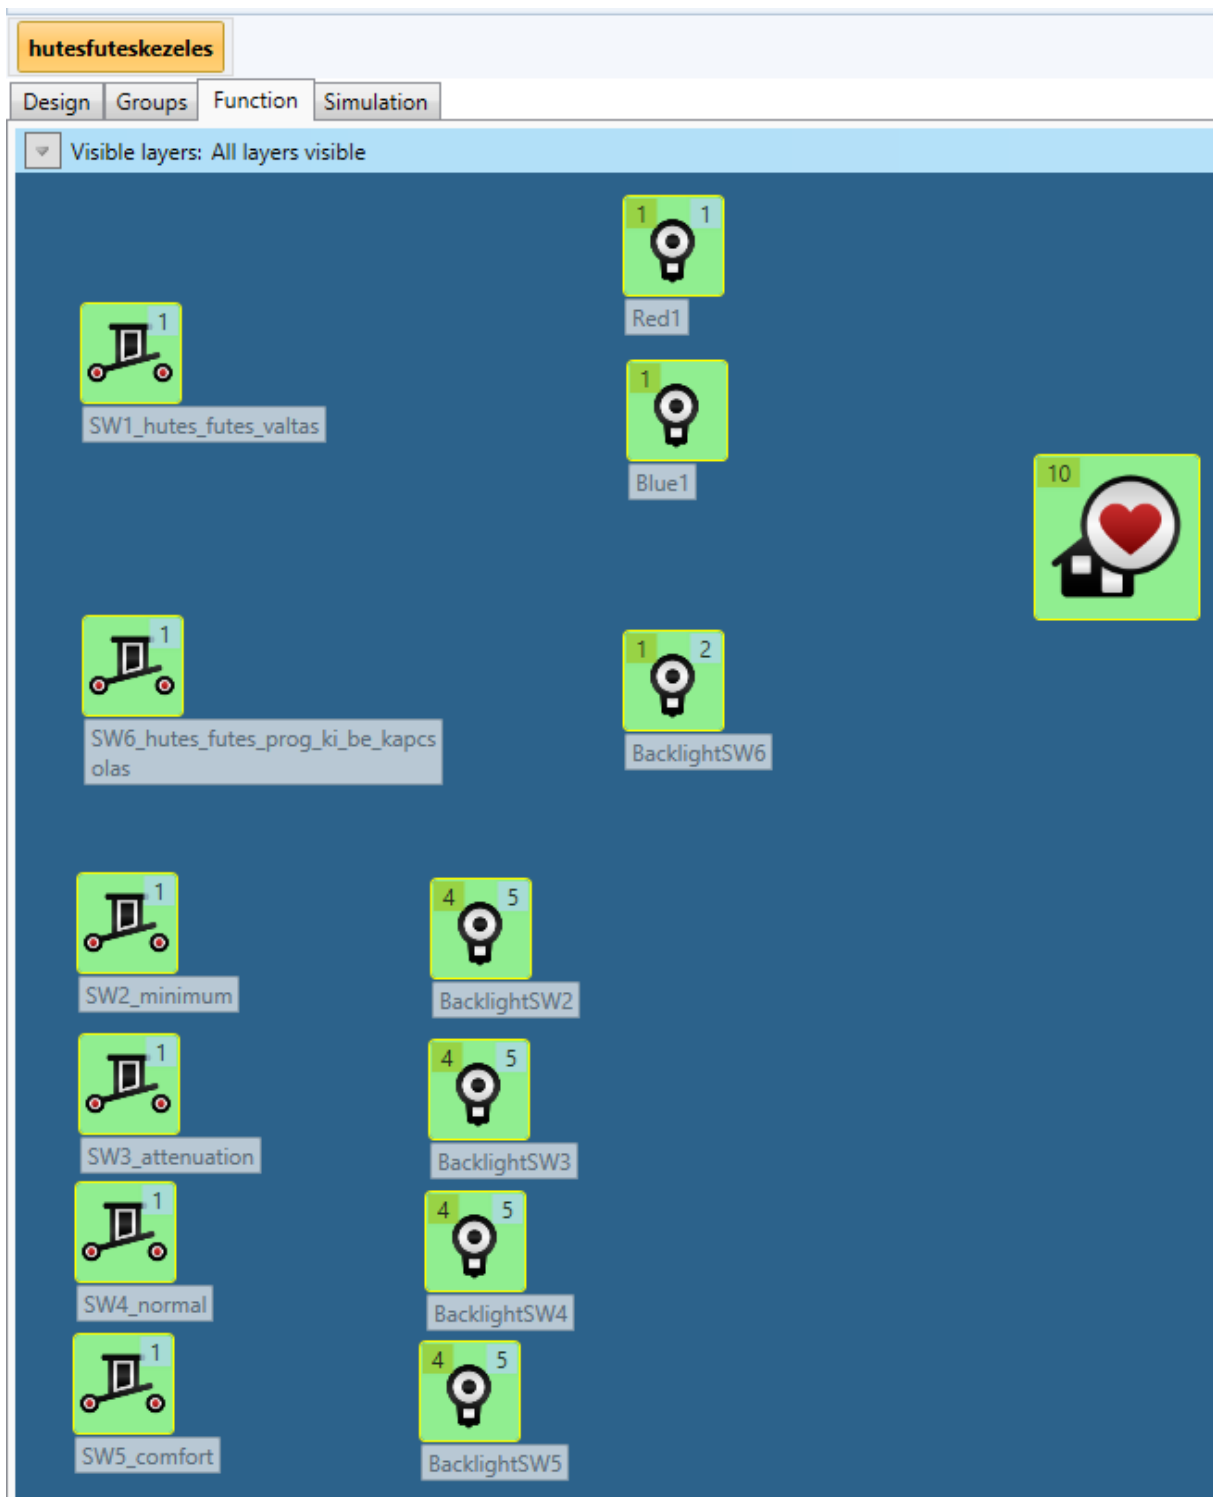 hutesfuteskezeles
Design Groups Function Simulation
Visible layers: All layers visible
1 1
Red1
1
SW1_hutes_futes_valtas
1
Blue1
10
1
SW6_hutes_futes_prog_ki_be_kapcs
olas
1 2
BacklightSW6
1
SW2_minimum
4 5
BacklightSW2
1
SW3_attenuation
4 5
BacklightSW3
1
SW4_normal
4 5
BacklightSW4
1
SW5_comfort
4 5
BacklightSW5